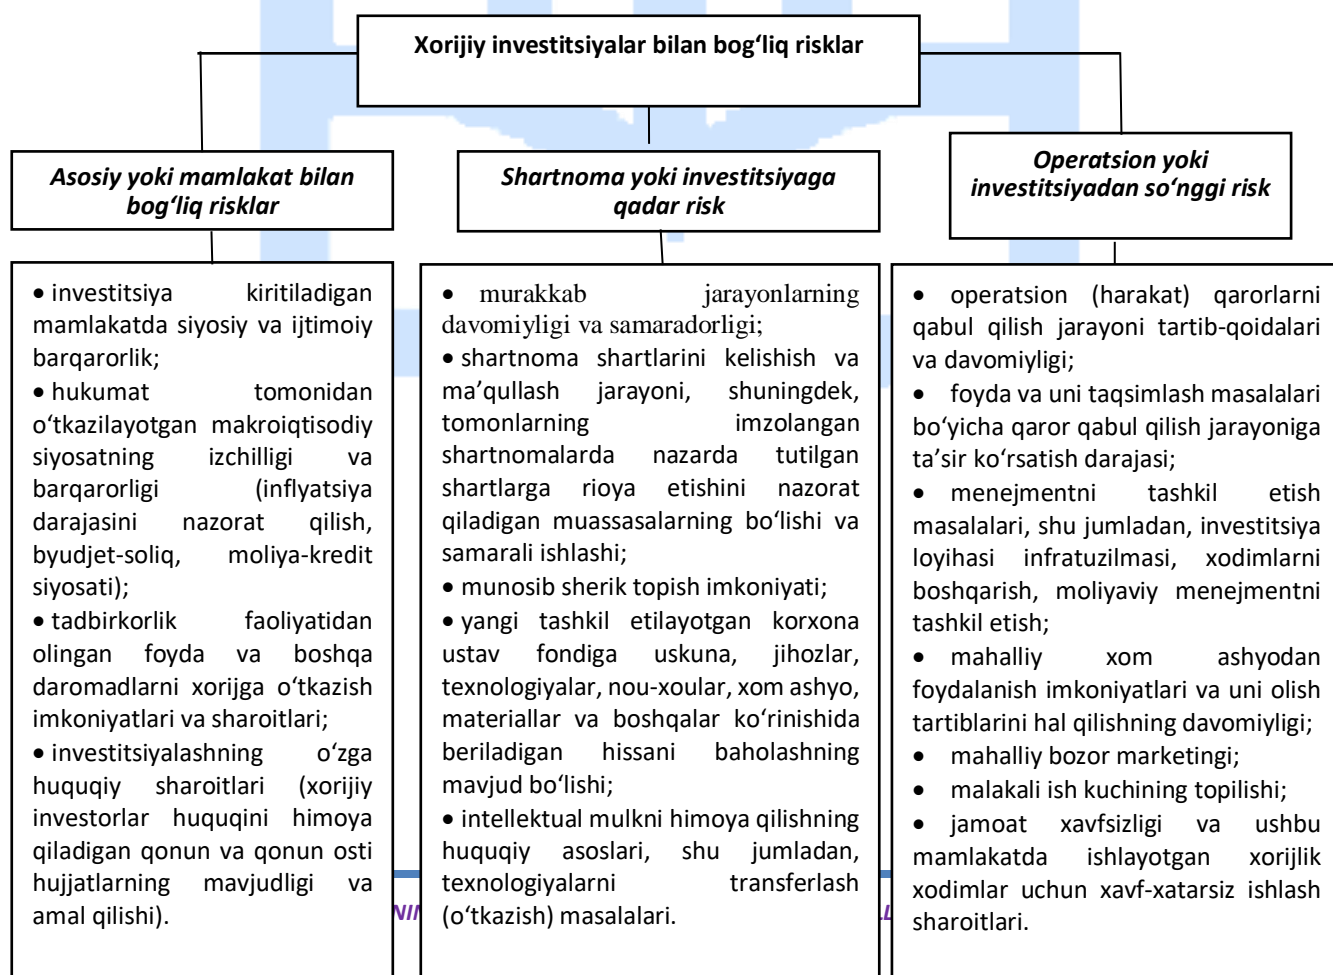 Xorijiy investitsiyalar bilan bog‘liq risklar
Asosiy yoki mamlakat bilan
bog‘liq risklar
Shartnoma yoki investitsiyaga
qadar risk
Operatsion yoki
investitsiyadan so‘nggi risk
• investitsiya kiritiladigan
mamlakatda siyosiy va ijtimoiy
barqarorlik;
• hukumat tomonidan
o‘tkazilayotgan makroiqtisodiy
siyosatning izchilligi va
barqarorligi (inflyatsiya
darajasini nazorat qilish,
byudjet-soliq, moliya-kredit
siyosati);
• tadbirkorlik faoliyatidan
olingan foyda va boshqa
daromadlarni xorijga o‘tkazish
imkoniyatlari va sharoitlari;
• investitsiyalashning o‘zga
huquqiy sharoitlari (xorijiy
investorlar huquqini himoya
qiladigan qonun va qonun osti
hujjatlarning mavjudligi va
amal qilishi).
• murakkab jarayonlarning
davomiyligi va samaradorligi;
• shartnoma shartlarini kelishish va
ma’qullash jarayoni, shuningdek,
tomonlarning imzolangan
shartnomalarda nazarda tutilgan
shartlarga rioya etishini nazorat
qiladigan muassasalarning bo‘lishi va
samarali ishlashi;
• munosib sherik topish imkoniyati;
• yangi tashkil etilayotgan korxona
ustav fondiga uskuna, jihozlar,
texnologiyalar, nou-xoular, xom ashyo,
materiallar va boshqalar ko‘rinishida
beriladigan hissani baholashning
mavjud bo‘lishi;
• intellektual mulkni himoya qilishning
huquqiy asoslari, shu jumladan,
texnologiyalarni transferlash
(o‘tkazish) masalalari.
• operatsion (harakat) qarorlarni
qabul qilish jarayoni tartib-qoidalari
va davomiyligi;
• foyda va uni taqsimlash masalalari
bo‘yicha qaror qabul qilish jarayoniga
ta’sir ko‘rsatish darajasi;
• menejmentni tashkil etish
masalalari, shu jumladan, investitsiya
loyihasi infratuzilmasi, xodimlarni
boshqarish, moliyaviy menejmentni
tashkil etish;
• mahalliy xom ashyodan
foydalanish imkoniyatlari va uni olish
tartiblarini hal qilishning davomiyligi;
• mahalliy bozor marketingi;
• malakali ish kuchining topilishi;
• jamoat xavfsizligi va ushbu
mamlakatda ishlayotgan xorijlik
xodimlar uchun xavf-xatarsiz ishlash
sharoitlari.